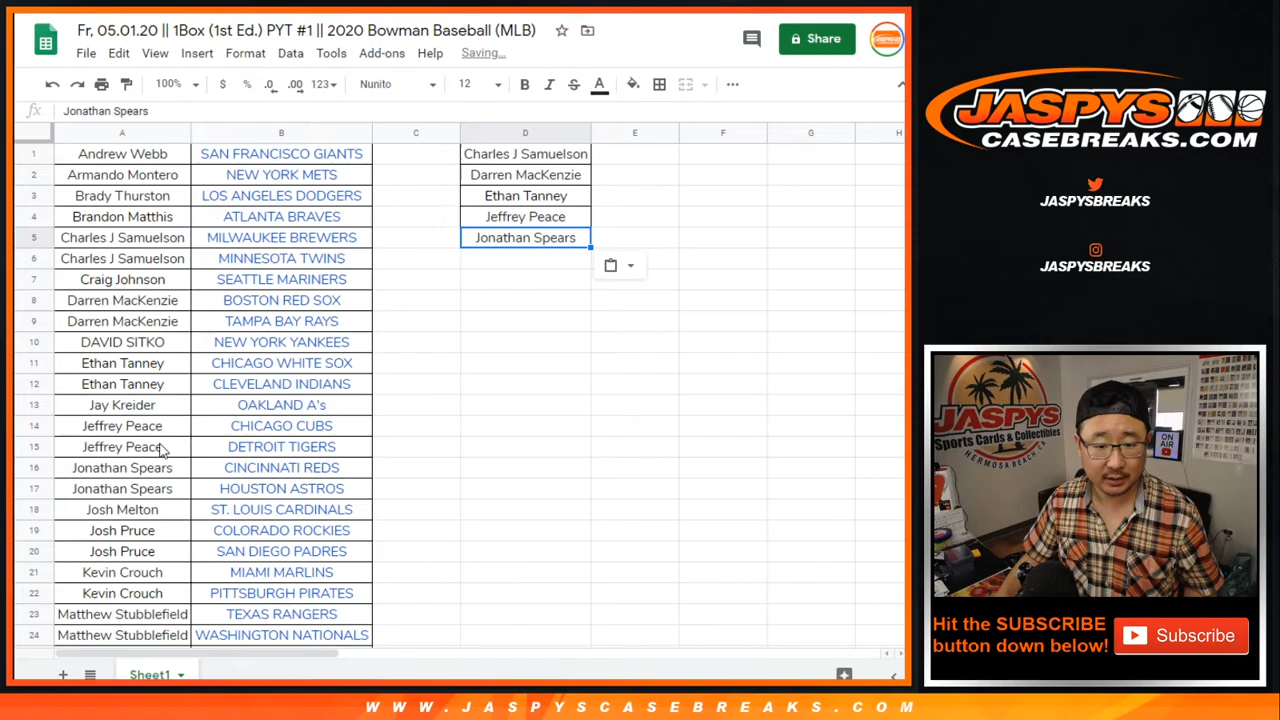 Fr, 05.01.20 || 1Box (1st Ed.) PYT #1 || 2020 Bowman Baseball (MLB)
File Edit View Insert Format Data Tools Add-ons Help Saving...
Share
100% $ % .0 .00 123 Nunito 12 B I S A
fx Jonathan Spears
A B C D E F G H
1 Andrew Webb SAN FRANCISCO GIANTS Charles J Samuelson
2 Armando Montero NEW YORK METS Darren MacKenzie
3 Brady Thurston LOS ANGELES DODGERS Ethan Tanney
4 Brandon Matthis ATLANTA BRAVES Jeffrey Peace
5 Charles J Samuelson MILWAUKEE BREWERS Jonathan Spears
6 Charles J Samuelson MINNESOTA TWINS
7 Craig Johnson SEATTLE MARINERS
8 Darren MacKenzie BOSTON RED SOX
9 Darren MacKenzie TAMPA BAY RAYS
10 DAVID SITKO NEW YORK YANKEES
11 Ethan Tanney CHICAGO WHITE SOX
12 Ethan Tanney CLEVELAND INDIANS
13 Jay Kreider OAKLAND A's
14 Jeffrey Peace CHICAGO CUBS
15 Jeffrey Peace DETROIT TIGERS
16 Jonathan Spears CINCINNATI REDS
17 Jonathan Spears HOUSTON ASTROS
18 Josh Melton ST. LOUIS CARDINALS
19 Josh Pruce COLORADO ROCKIES
20 Josh Pruce SAN DIEGO PADRES
21 Kevin Crouch MIAMI MARLINS
22 Kevin Crouch PITTSBURGH PIRATES
23 Matthew Stubblefield TEXAS RANGERS
24 Matthew Stubblefield WASHINGTON NATIONALS
Sheet1
JASPYS
CASEBREAKS.COM
JASPYSBREAKS
JASPYSBREAKS
JASPYS
Sports Cards & Collectibles
HERMOSA BEACH, CA
ON AIR
Hit the SUBSCRIBE
button down below!
Subscribe
WWW.JASPYSCASEBREAKS.COM